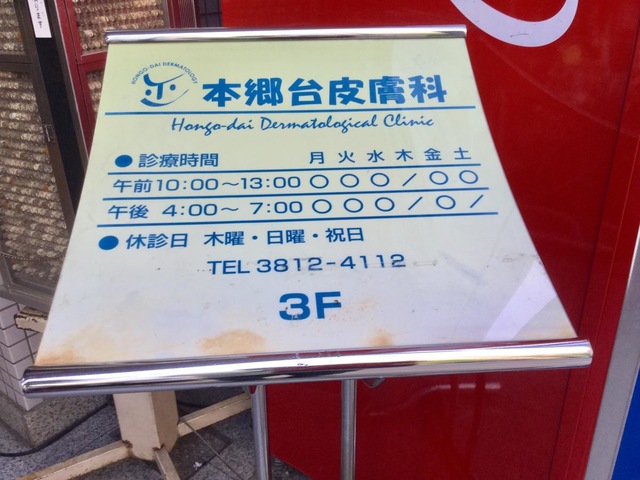 HONGO-DAI DERMATOLOGY
本郷台皮膚科
Hongo-dai Dermatological Clinic
●診療時間 月火水木金土
午前10:00～13:00○○○/○○
午後 4:00～ 7:00○○○/○/
●休診日 木曜・日曜・祝日
TEL 3812-4112
3F